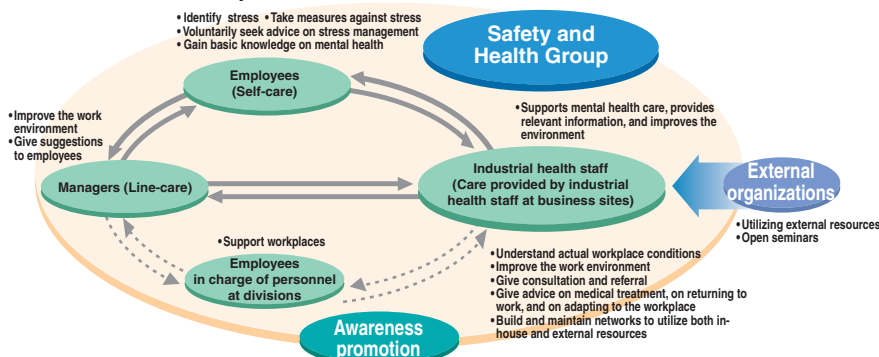 •Identify stress •Take measures against stress
•Voluntarily seek advice on stress management
•Gain basic knowledge on mental health
Safety and
Health Group
Employees
(Self-care)
•Improve the work
environment
•Give suggestions
to employees
•Supports mental health care, provides
relevant information, and improves the
environment
Managers (Line-care)
Industrial health staff
(Care provided by industrial
health staff at business sites)
External
organizations
•Utilizing external resources
•Open seminars
•Support workplaces
Employees
in charge of personnel
at divisions
•Understand actual workplace conditions
•Improve the work environment
•Give consultation and referral
•Give advice on medical treatment, on returning to
work, and on adapting to the workplace
•Build and maintain networks to utilize both in-
house and external resources
Awareness
promotion